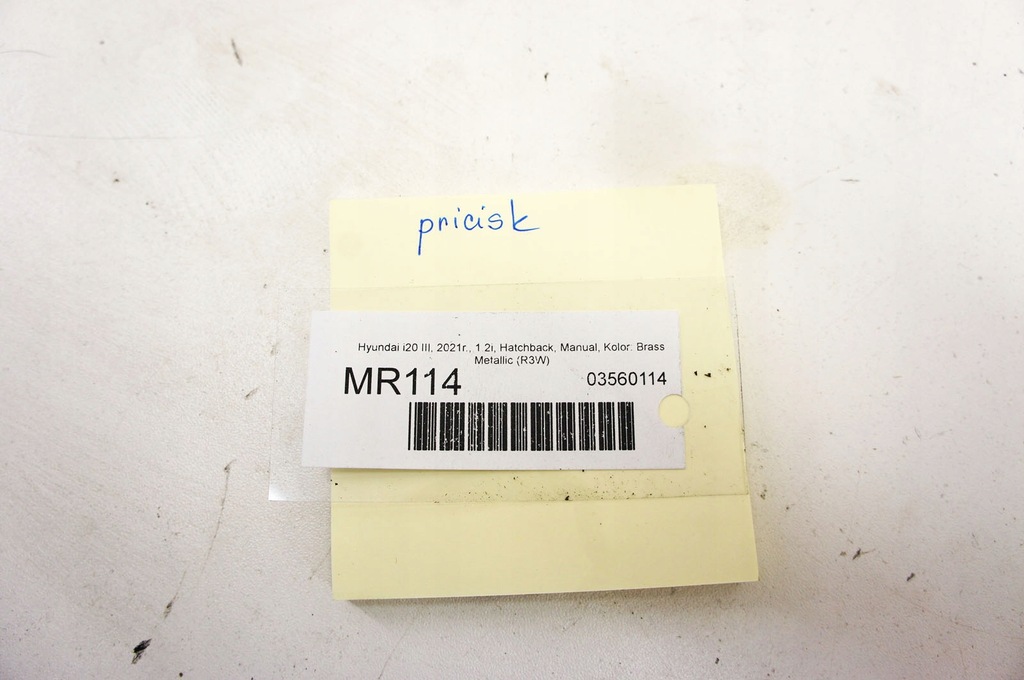 pricisk
Hyundai i20 III, 2021r., 1.2i, Hatchback, Manual, Kolor: Brass
Metallic (R3W)
MR114 03560114